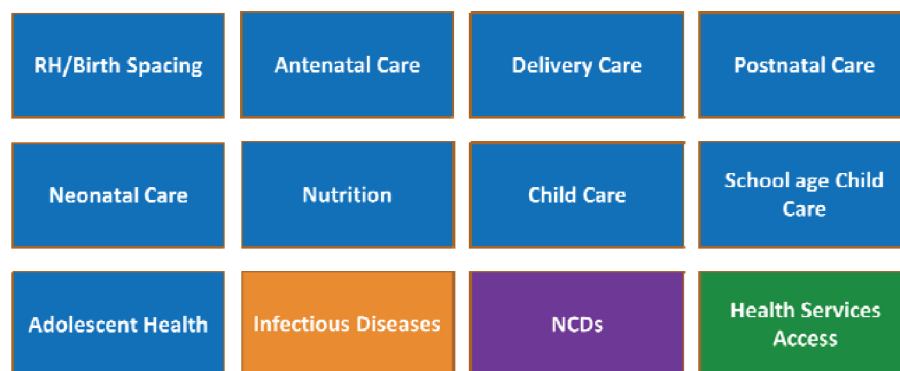 RH/Birth Spacing
Antenatal Care
Delivery Care
Postnatal Care
Neonatal Care
Nutrition
Child Care
School age Child
Care
Adolescent Health
Infectious Diseases
NCDs
Health Services
Access